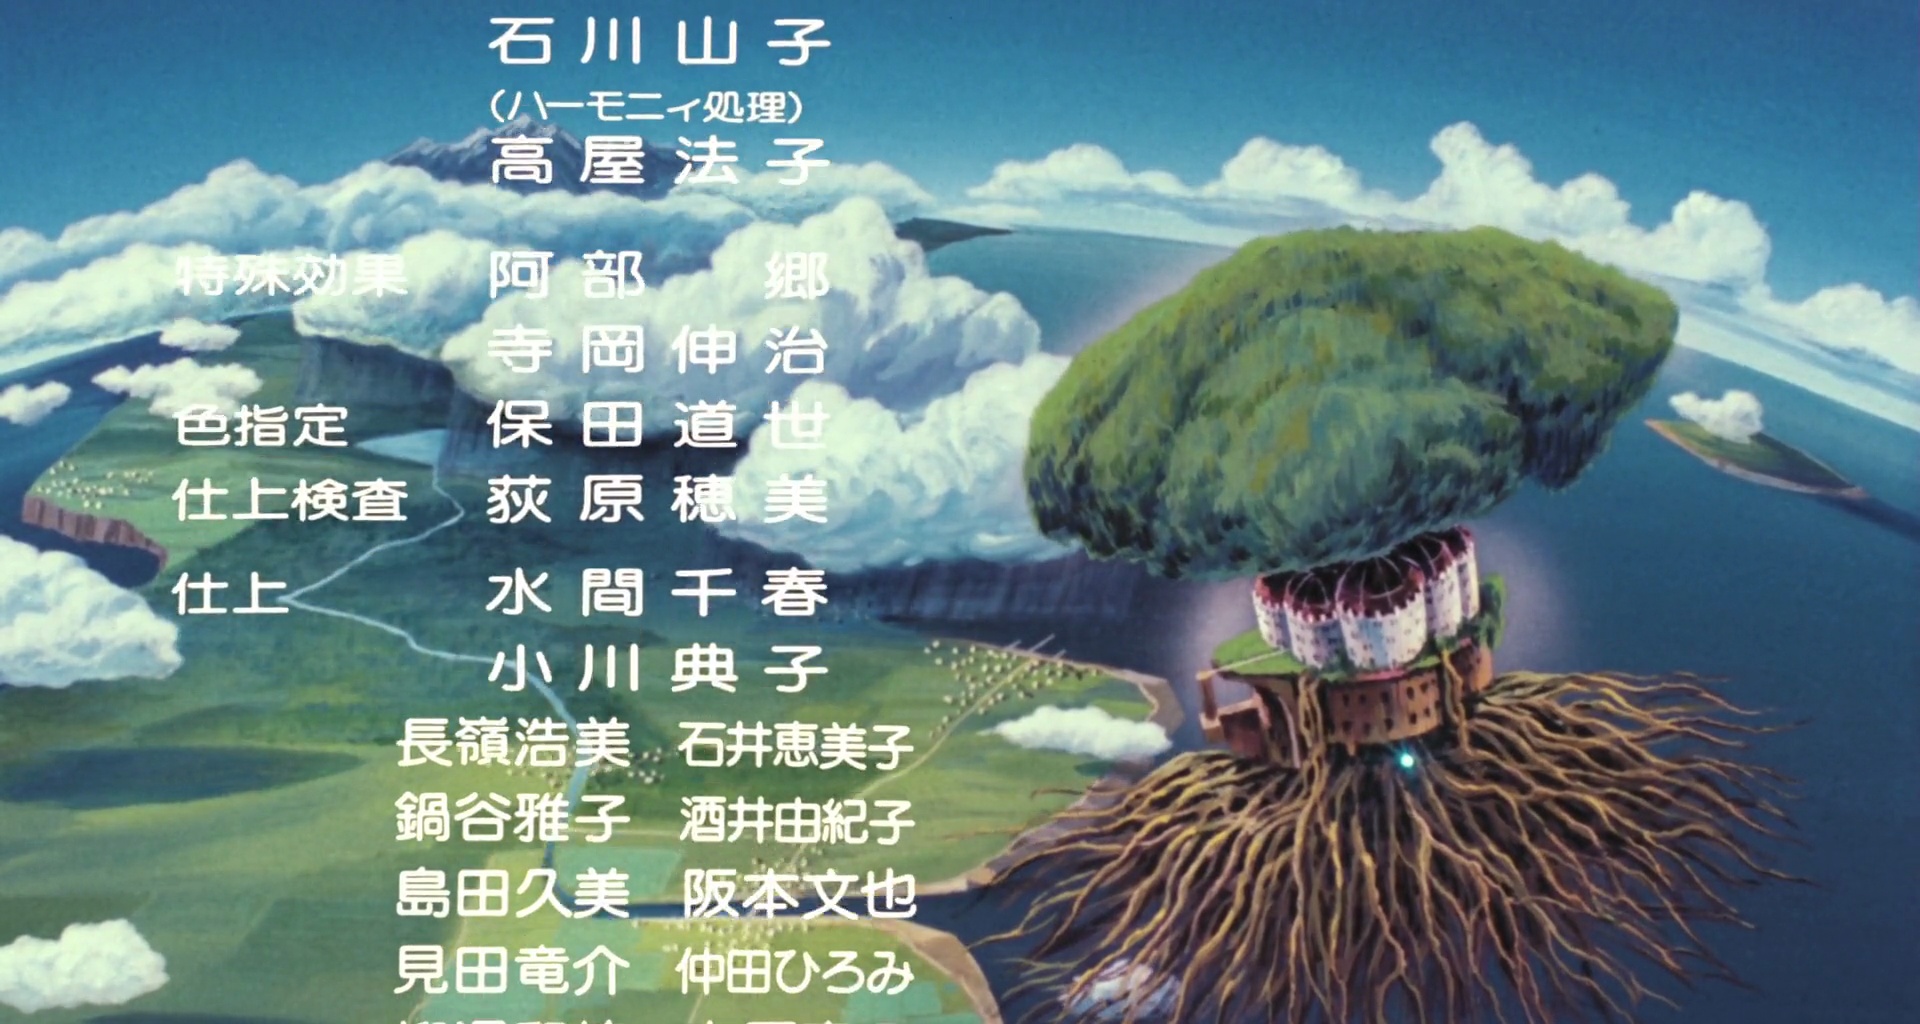 石川山子
(ハーモニィ処理)
高屋法子
特殊効果 阿部 郷
寺岡伸治
色指定 保田道世
仕上検査 荻原穂美
仕上 水間千春
小川典子
長嶺浩美 石井恵美子
鍋谷雅子 酒井由紀子
島田久美 阪本文也
見田竜介 仲田ひろみ